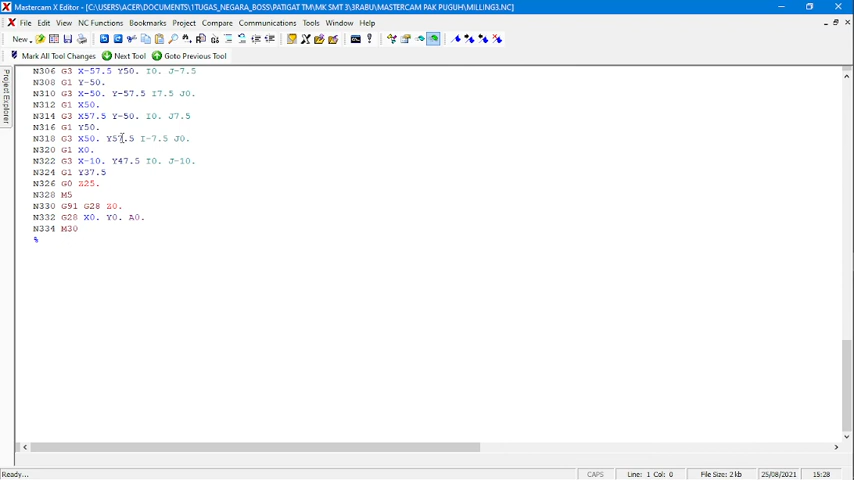 Mastercam X Editor - [C:\USERS\ACER\DOCUMENTS\1TUGAS_NEGARA_BOSS\PATIGAT TM\MK SMT 3\3RABU\MASTERCAM PAK PUGUH\MILLING3.NC]
File Edit View NC Functions Bookmarks Project Compare Communications Tools Window Help
New
Mark All Tool Changes Next Tool Goto Previous Tool
Project Explorer
N306 G3 X-57.5 Y50. I0. J-7.5
N308 G1 Y-50.
N310 G3 X-50. Y-57.5 I7.5 J0.
N312 G1 X50.
N314 G3 X57.5 Y-50. I0. J7.5
N316 G1 Y50.
N318 G3 X50. Y57.5 I-7.5 J0.
N320 G1 X0.
N322 G3 X-10. Y47.5 I0. J-10.
N324 G1 Y37.5
N326 G0 Z25.
N328 M5
N330 G91 G28 Z0.
N332 G28 X0. Y0. A0.
N334 M30
%
Ready... CAPS Line: 1 Col: 0 File Size: 2 kb 25/08/2021 15:28